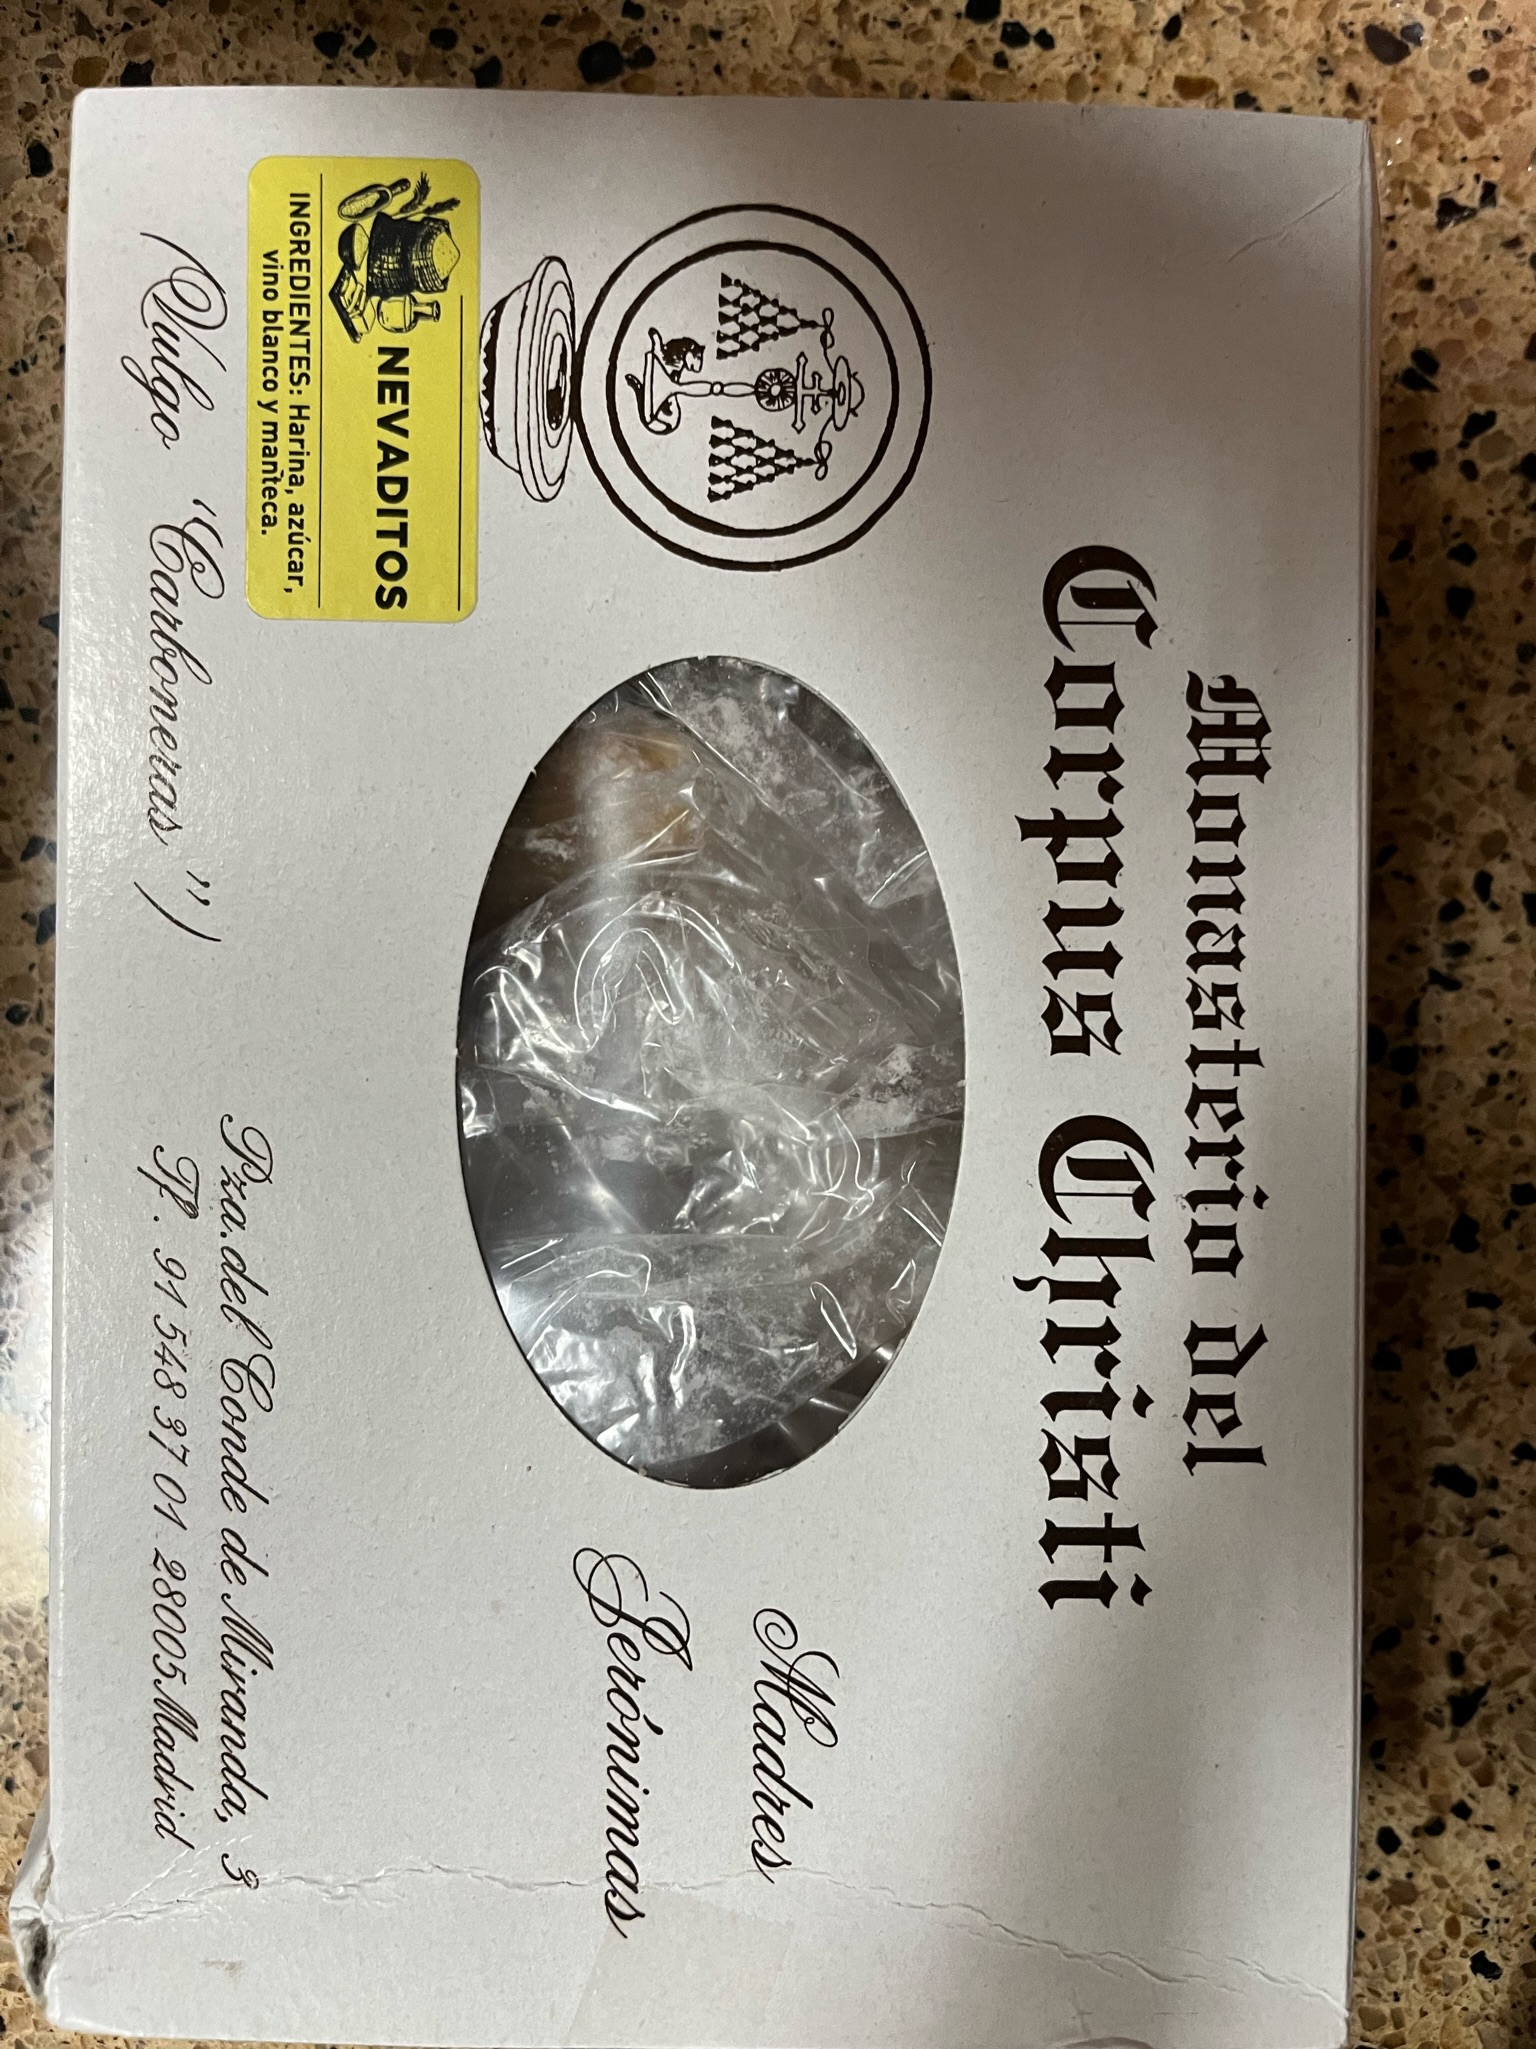 Monasterio del
Corpus Christi
Madres
Jerónimas
NEVADITOS
INGREDIENTES: Harina, azúcar,
vino blanco y manteca.
(Vulgo "Carboneras")
Pza. del Conde de Miranda, 3
Tf. 91 548 37 01 - 28005 Madrid